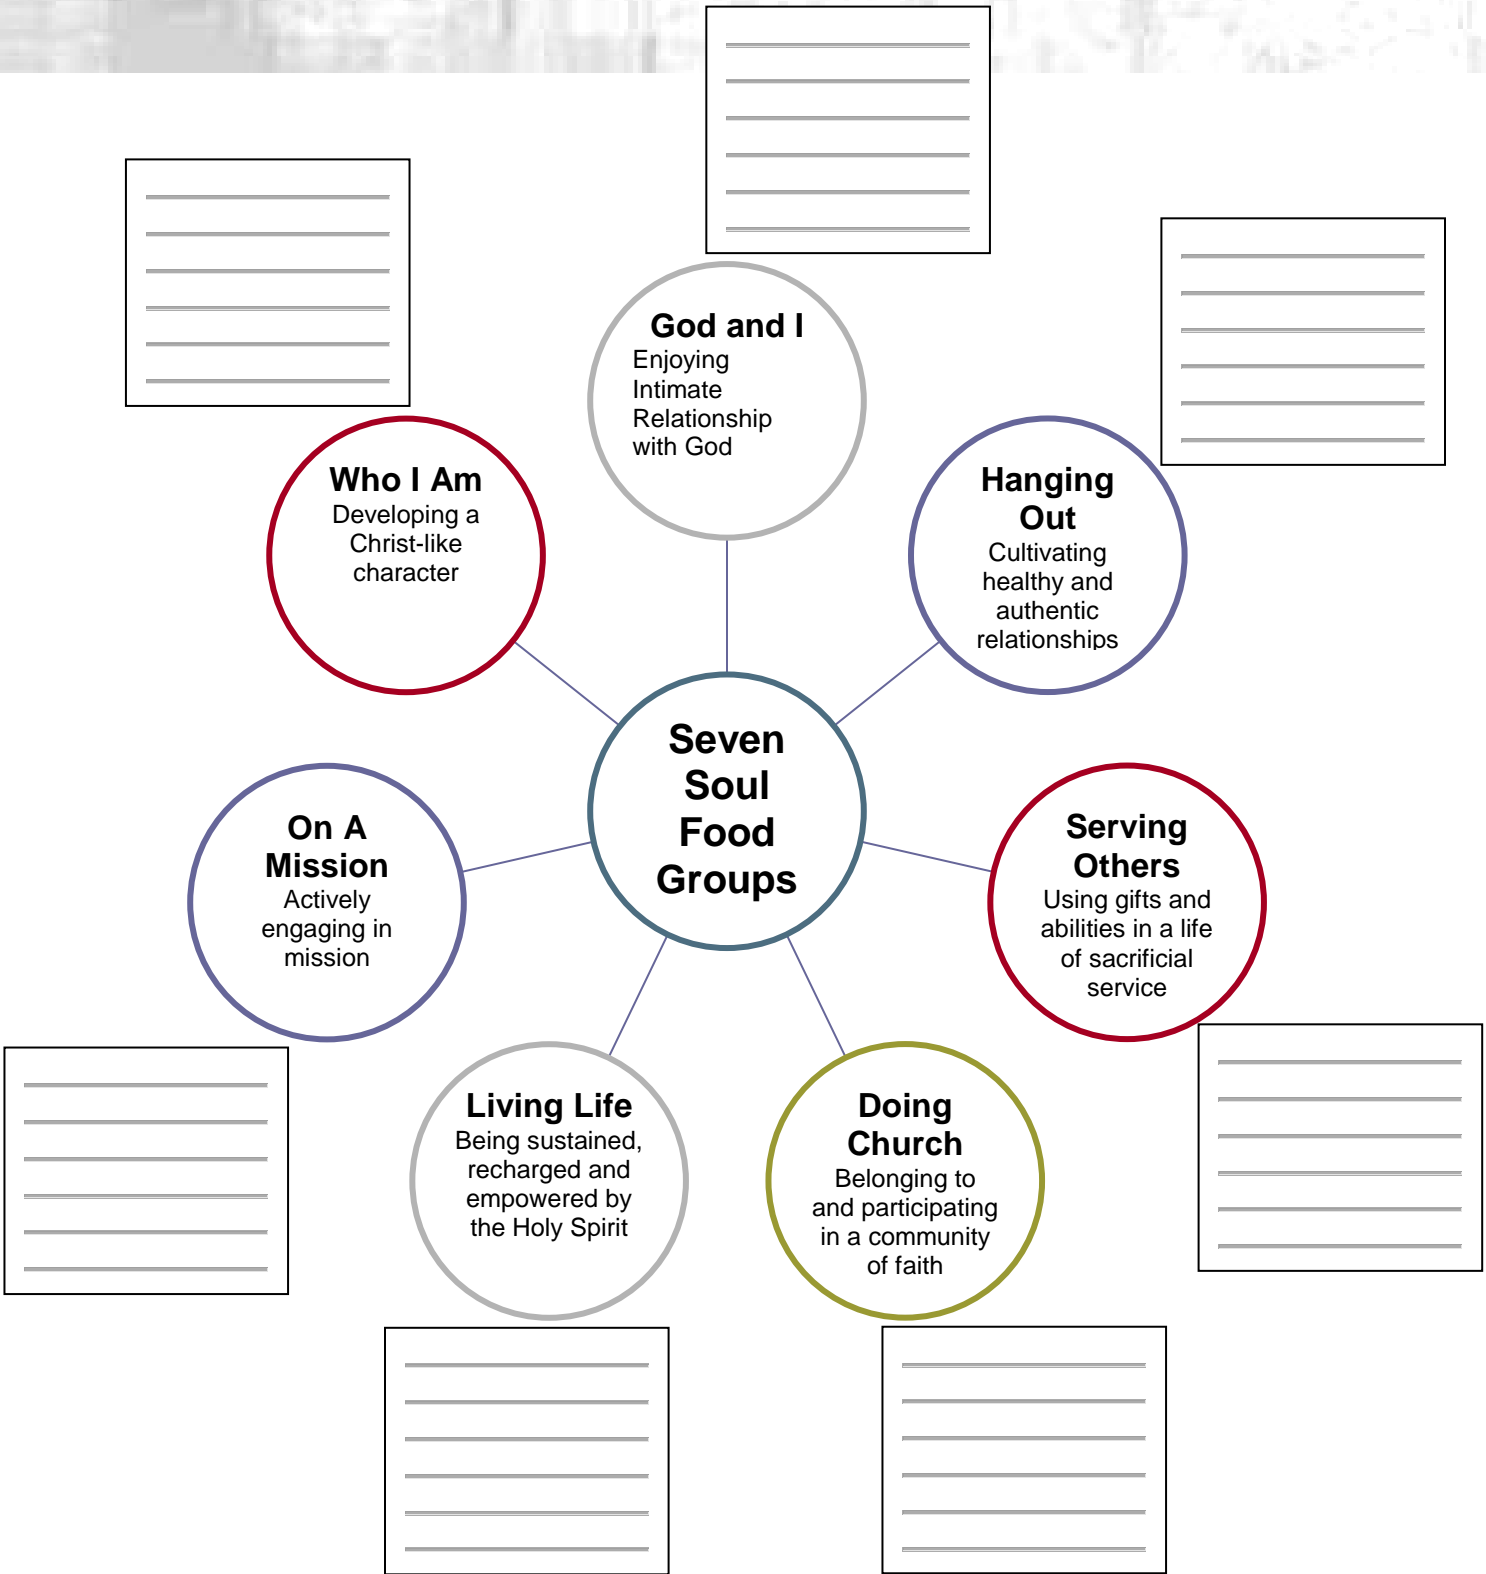 God and I
Enjoying
Intimate
Relationship
with God
Who I Am
Developing a
Christ-like
character
Hanging
Out
Cultivating
healthy and
authentic
relationships
Seven
Soul
Food
Groups
On A
Mission
Actively
engaging in
mission
Serving
Others
Using gifts and
abilities in a life
of sacrificial
service
Living Life
Being sustained,
recharged and
empowered by
the Holy Spirit
Doing
Church
Belonging to
and participating
in a community
of faith